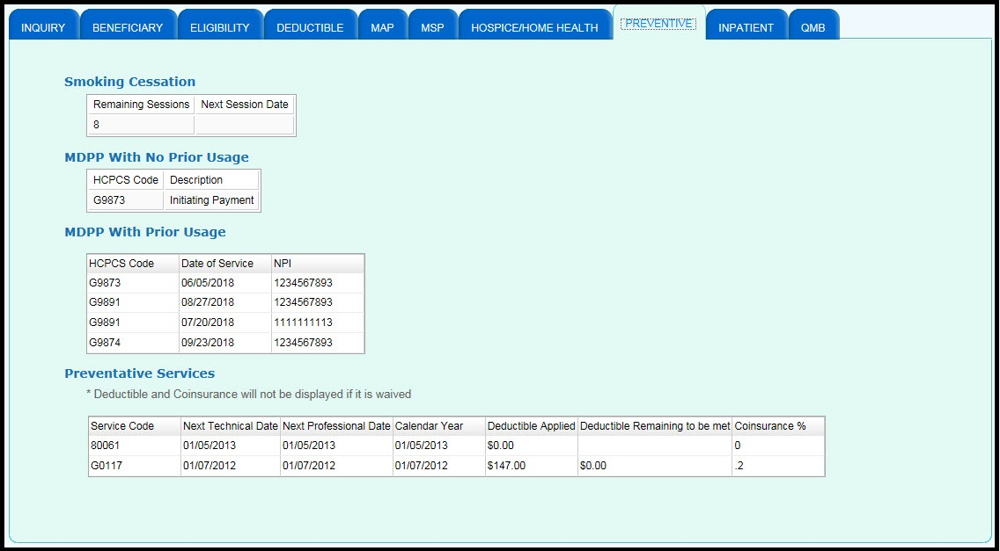 INQUIRY BENEFICIARY ELIGIBILITY DEDUCTIBLE MAP MSP HOSPICE/HOME HEALTH PREVENTIVE INPATIENT QMB
Smoking Cessation
Remaining Sessions Next Session Date
8
MDPP With No Prior Usage
HCPCS Code Description
G9873 Initiating Payment
MDPP With Prior Usage
HCPCS Code Date of Service NPI
G9873 06/05/2018 1234567893
G9891 08/27/2018 1234567893
G9891 07/20/2018 1111111113
G9874 09/23/2018 1234567893
Preventative Services
* Deductible and Coinsurance will not be displayed if it is waived
Service Code Next Technical Date Next Professional Date Calendar Year Deductible Applied Deductible Remaining to be met Coinsurance %
80061 01/05/2013 01/05/2013 01/05/2013 $0.00 0
G0117 01/07/2012 01/07/2012 01/07/2012 $147.00 $0.00 .2